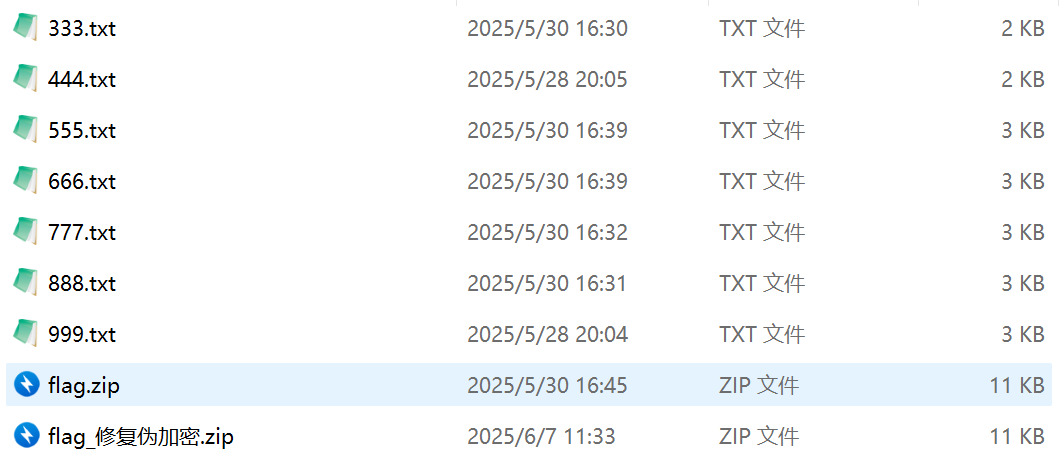 333.txt 2025/5/30 16:30 TXT 文件 2 KB
444.txt 2025/5/28 20:05 TXT 文件 2 KB
555.txt 2025/5/30 16:39 TXT 文件 3 KB
666.txt 2025/5/30 16:39 TXT 文件 3 KB
777.txt 2025/5/30 16:32 TXT 文件 3 KB
888.txt 2025/5/30 16:31 TXT 文件 3 KB
999.txt 2025/5/28 20:04 TXT 文件 3 KB
flag.zip 2025/5/30 16:45 ZIP 文件 11 KB
flag_修复伪加密.zip 2025/6/7 11:33 ZIP 文件 11 KB